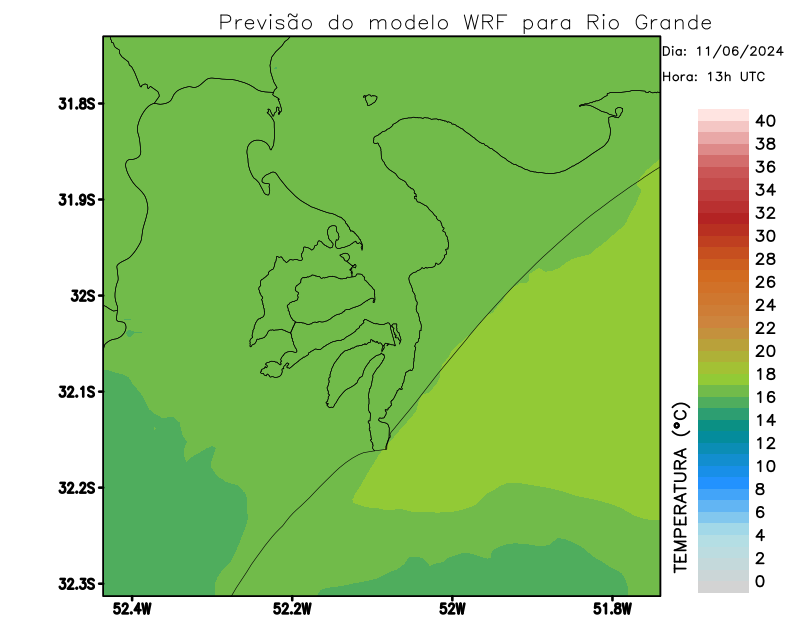 Previsão do modelo WRF para Rio Grande
Dia: 11/06/2024
Hora: 13h UTC
31.8S
31.9S
32S
32.1S
32.2S
32.3S
52.4W
52.2W
52W
51.8W
TEMPERATURA (°C)
40
38
36
34
32
30
28
26
24
22
20
18
16
14
12
10
8
6
4
2
0